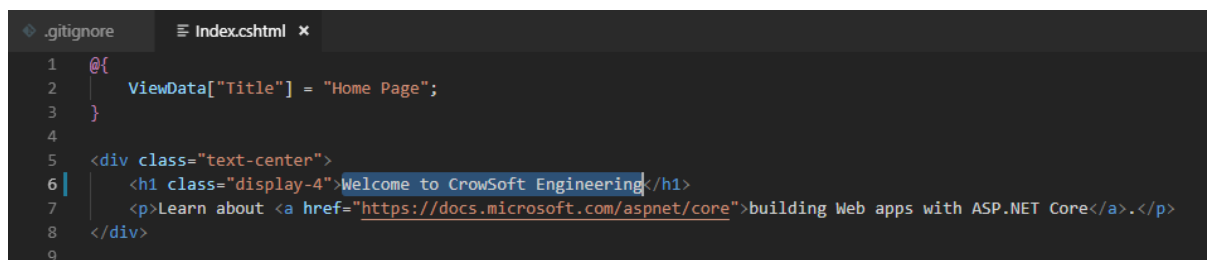 .gitignore Index.cshtml ×
1 @{
2 ViewData["Title"] = "Home Page";
3 }
4
5 <div class="text-center">
6 <h1 class="display-4">Welcome to CrowSoft Engineering</h1>
7 <p>Learn about <a href="https://docs.microsoft.com/aspnet/core">building Web apps with ASP.NET Core</a>.</p>
8 </div>
9